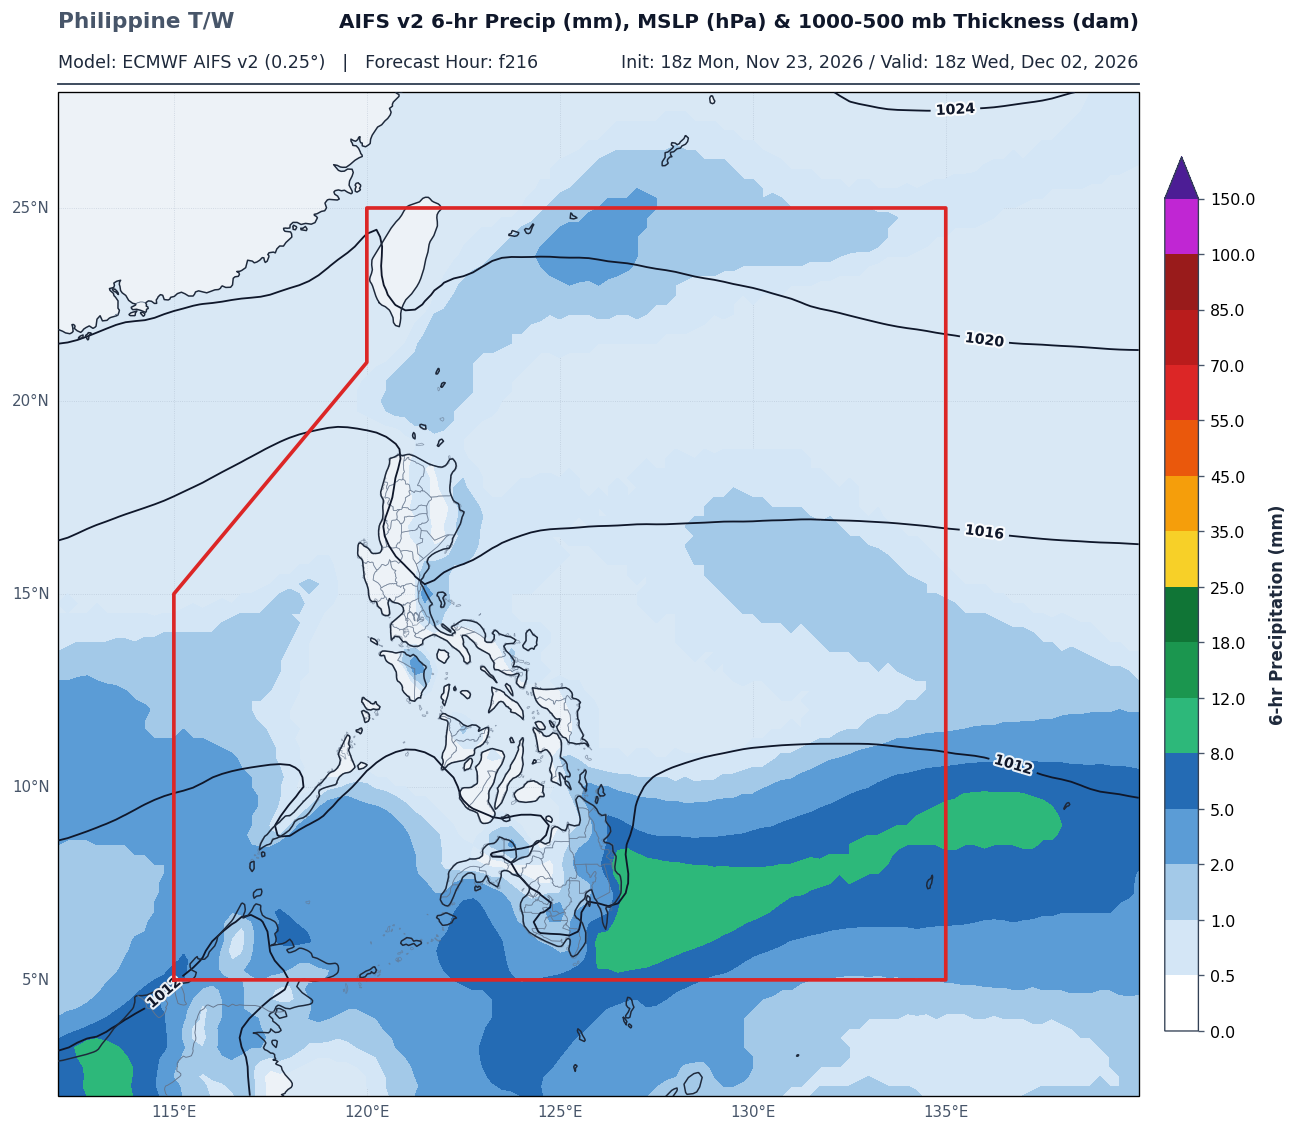 Philippine T/W
AIFS v2 6-hr Precip (mm), MSLP (hPa) & 1000-500 mb Thickness (dam)
Model: ECMWF AIFS v2 (0.25°)   |   Forecast Hour: f216
Init: 18z Mon, Nov 23, 2026 / Valid: 18z Wed, Dec 02, 2026
1024
1020
1016
1012
1012
25°N
20°N
15°N
10°N
5°N
115°E
120°E
125°E
130°E
135°E
150.0
100.0
85.0
70.0
55.0
45.0
35.0
25.0
18.0
12.0
8.0
5.0
2.0
1.0
0.5
0.0
6-hr Precipitation (mm)